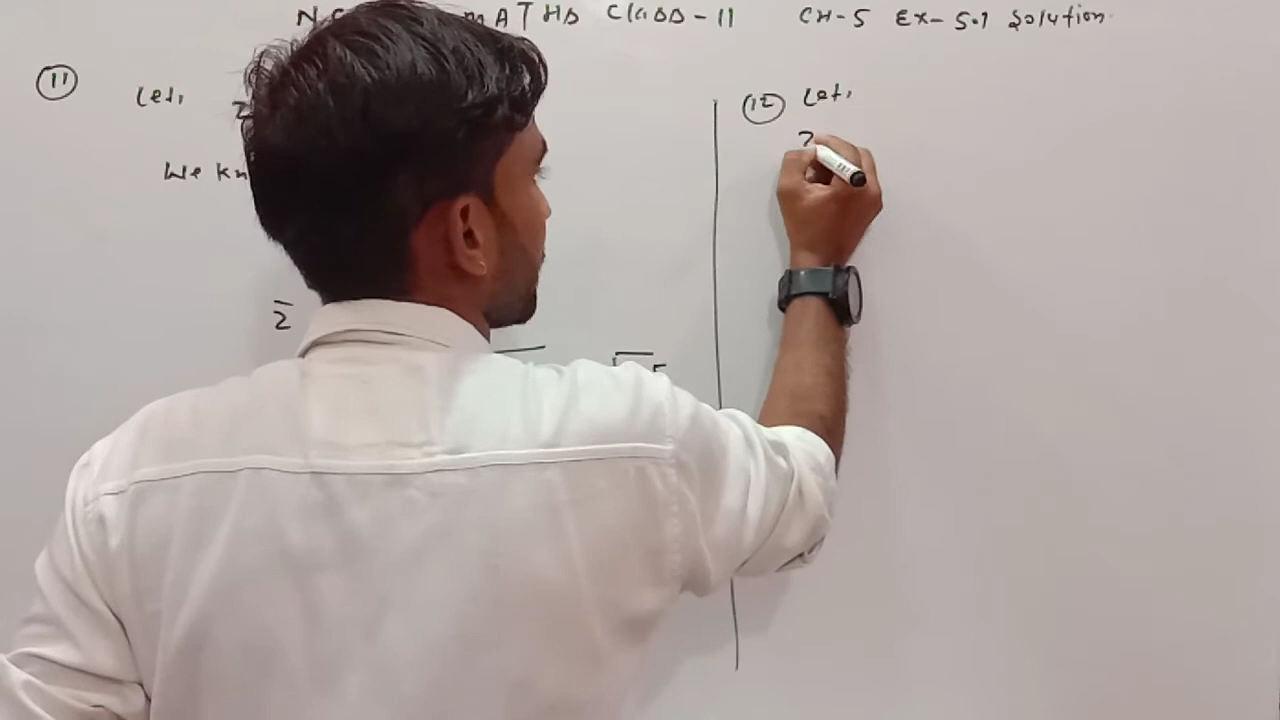 MATHS Class-11 CH-5 Ex-5.1 Solution
(11) Let,
We kn
z̄
(12) Let,
z